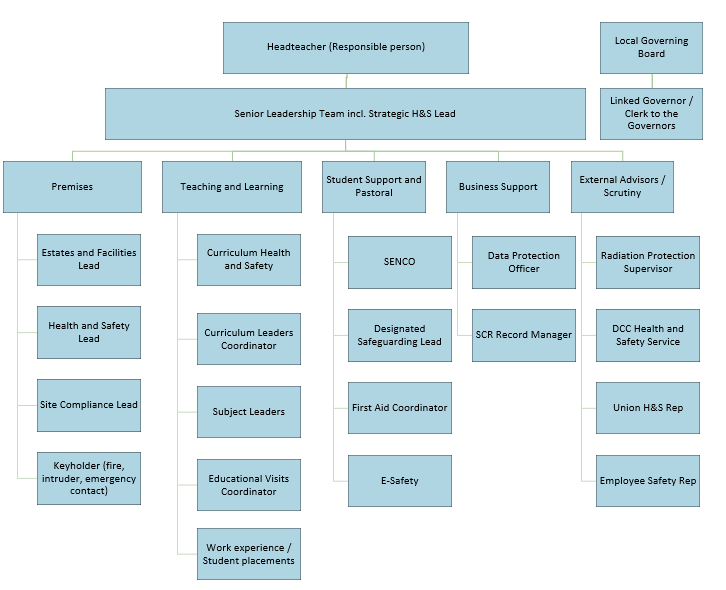 Headteacher (Responsible person)
Local Governing
Board
Senior Leadership Team incl. Strategic H&S Lead
Linked Governor /
Clerk to the
Governors
Premises
Teaching and Learning
Student Support and
Pastoral
Business Support
External Advisors /
Scrutiny
Estates and Facilities
Lead
Health and Safety
Lead
Site Compliance Lead
Keyholder (fire,
intruder, emergency
contact)
Curriculum Health
and Safety
Curriculum Leaders
Coordinator
Subject Leaders
Educational Visits
Coordinator
Work experience /
Student placements
SENCO
Designated
Safeguarding Lead
First Aid Coordinator
E-Safety
Data Protection
Officer
SCR Record Manager
Radiation Protection
Supervisor
DCC Health and
Safety Service
Union H&S Rep
Employee Safety Rep